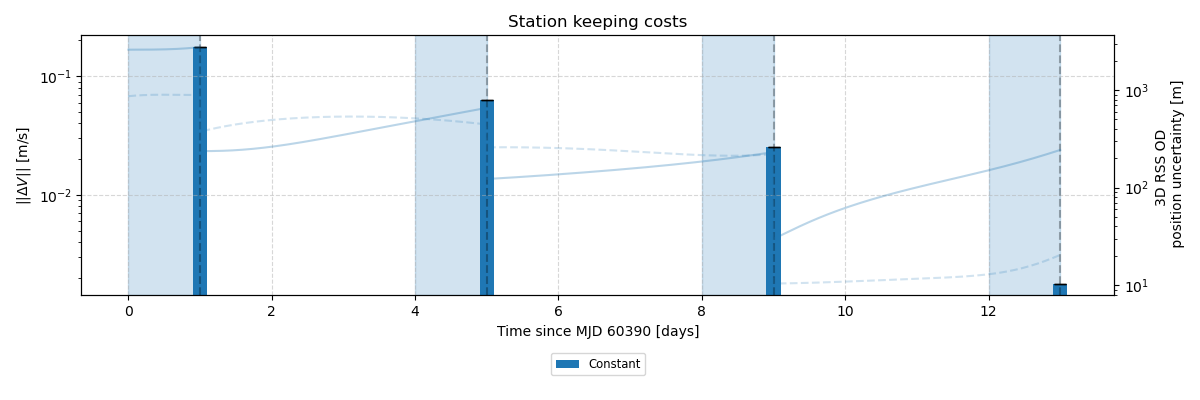 Station keeping costs
||ΔV|| [m/s]
10⁻¹
10⁻²
10³
10²
10¹
3D RSS OD
position uncertainty [m]
0 2 4 6 8 10 12
Time since MJD 60390 [days]
Constant